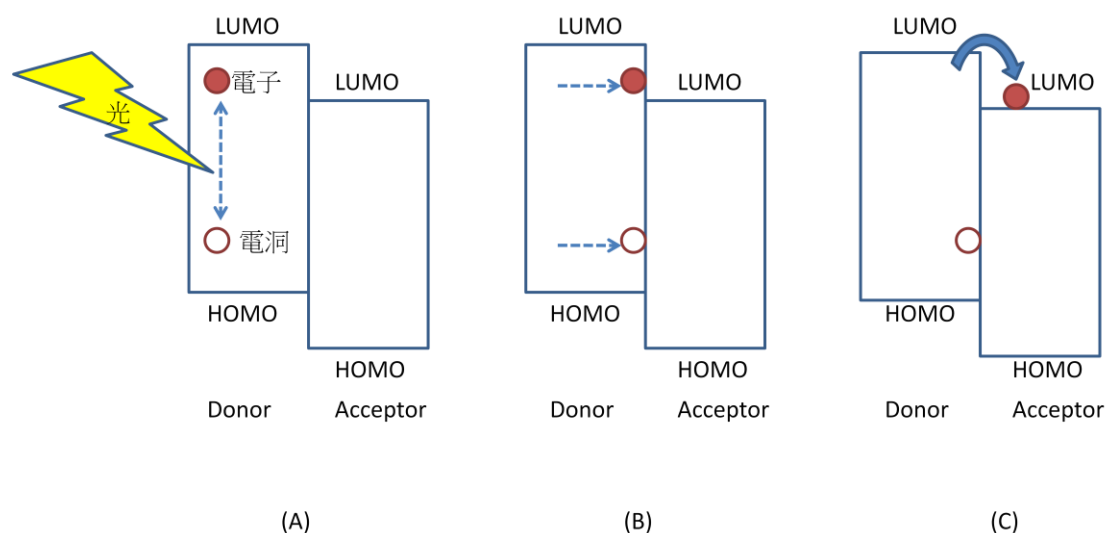 LUMO
LUMO
電子
光
電洞
HOMO
HOMO
Donor Acceptor
(A)
LUMO
LUMO
HOMO
HOMO
Donor Acceptor
(B)
LUMO
LUMO
HOMO
HOMO
Donor Acceptor
(C)